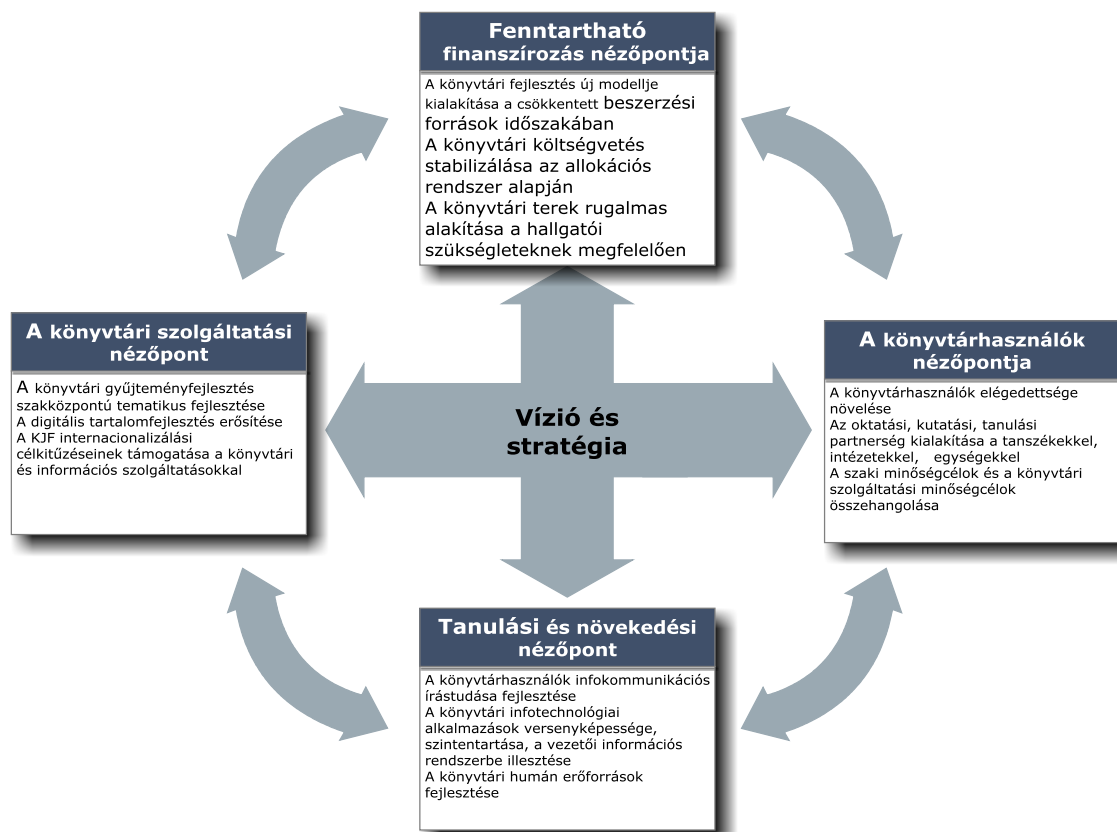 Fenntartható
finanszírozás nézőpontja
A könyvtári fejlesztés új modellje
kialakítása a csökkentett beszerzési
források időszakában
A könyvtári költségvetés
stabilizálása az allokációs
rendszer alapján
A könyvtári terek rugalmas
alakítása a hallgatói
szükségleteknek megfelelően
A könyvtári szolgáltatási
nézőpont
A könyvtári gyűjteményfejlesztés
szakközpontú tematikus fejlesztése
A digitális tartalomfejlesztés erősítése
A KJF internacionalizálási
célkitűzéseinek támogatása a könyvtári
és információs szolgáltatásokkal
Vízió és
stratégia
A könyvtárhasználók
nézőpontja
A könyvtárhasználók elégedettsége
növelése
Az oktatási, kutatási, tanulási
partnerség kialakítása a tanszékekkel,
intézetekkel, egységekkel
A szaki minőségcélok és a könyvtári
szolgáltatási minőségcélok
összehangolása
Tanulási és növekedési
nézőpont
A könyvtárhasználók infokommunikációs
írástudása fejlesztése
A könyvtári infotechnológiai
alkalmazások versenyképessége,
szintentartása, a vezetői információs
rendszerbe illesztése
A könyvtári humán erőforrások
fejlesztése